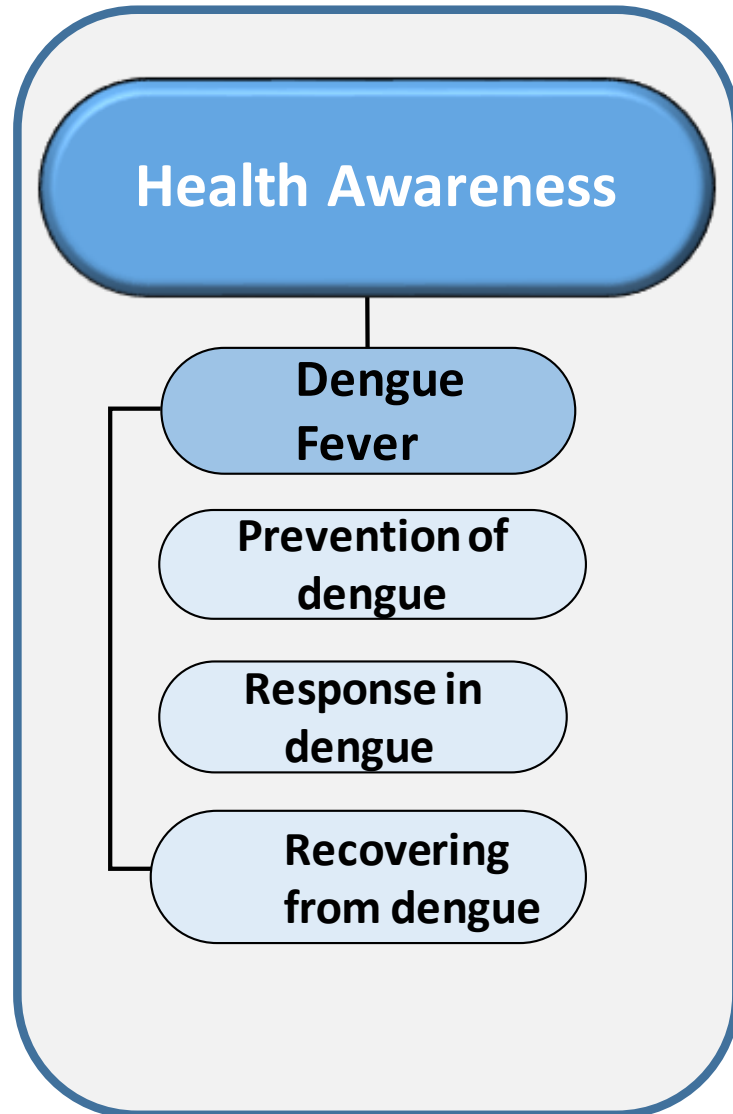 Health Awareness
Dengue
Fever
Prevention of
dengue
Response in
dengue
Recovering
from dengue